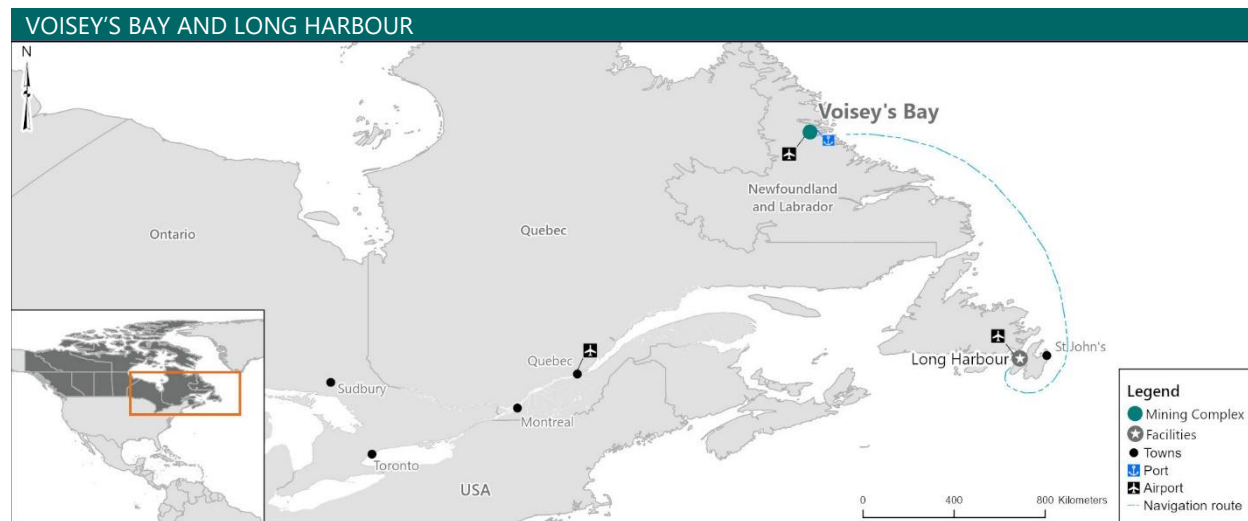 VOISEY'S BAY AND LONG HARBOUR
N
Voisey's Bay
Newfoundland
and Labrador
Ontario
Quebec
Quebec
Long Harbour
St.John's
Sudbury
Montreal
Toronto
USA
Legend
Mining Complex
Facilities
Towns
Port
Airport
Navigation route
0 400 800 Kilometers